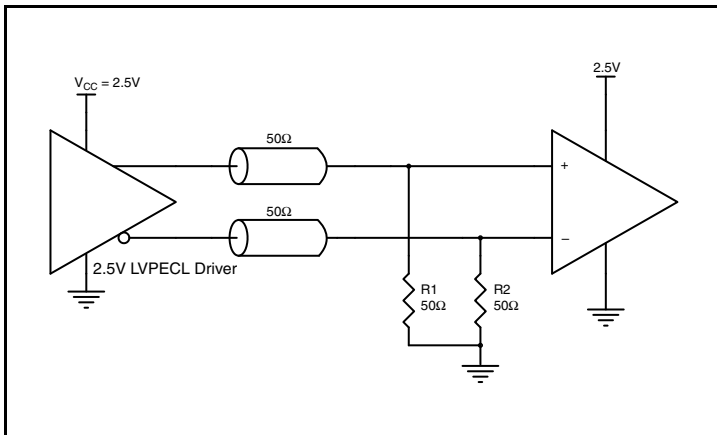 V_CC = 2.5V
2.5V
50Ω
+
50Ω
−
2.5V LVPECL Driver
R1
50Ω
R2
50Ω